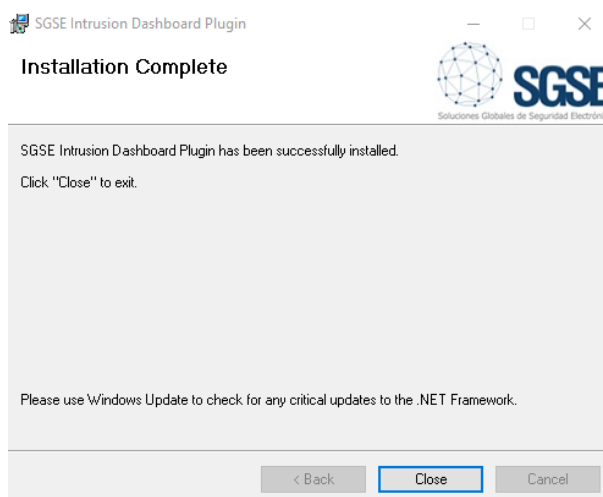 SGSE Intrusion Dashboard Plugin
Installation Complete
SGSE
Soluciones Globales de Seguridad Electróni
SGSE Intrusion Dashboard Plugin has been successfully installed.
Click "Close" to exit.
Please use Windows Update to check for any critical updates to the .NET Framework.
< Back
Close
Cancel